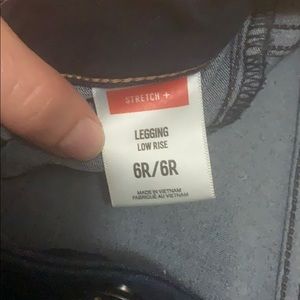 STRETCH +
LEGGING
LOW RISE
6R/6R
MADE IN VIETNAM
FABRIQUÉ AU VIETNAM